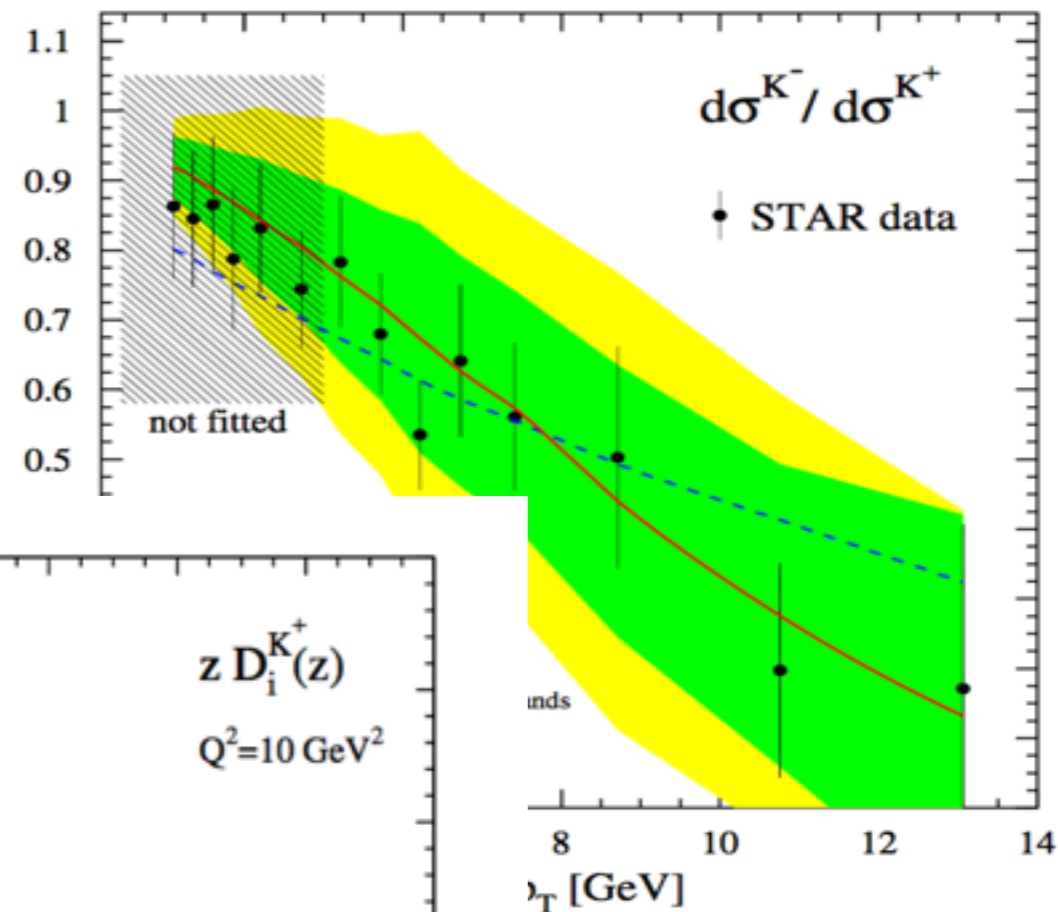 1.1
1
0.9
0.8
0.7
0.6
0.5
dσ^K^- / dσ^K^+
STAR data
not fitted
z D_i^K^+(z)
Q²=10 GeV²
8 10 12 14
[GeV]